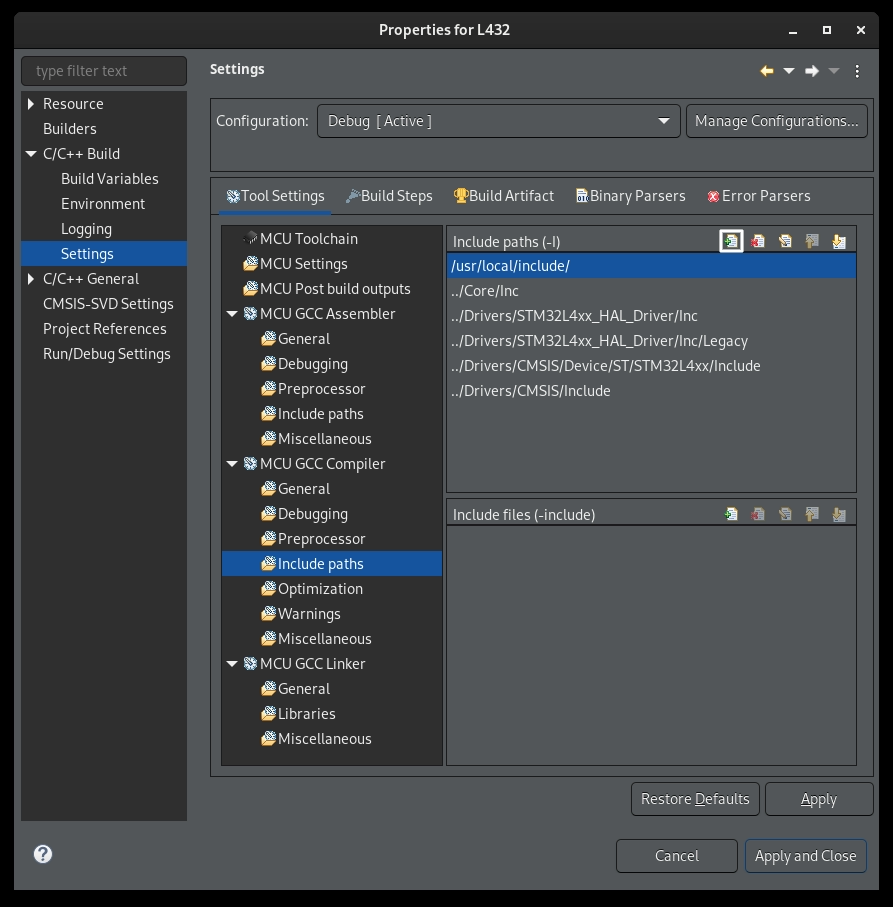 Properties for L432
type filter text
Resource
Builders
C/C++ Build
Build Variables
Environment
Logging
Settings
C/C++ General
CMSIS-SVD Settings
Project References
Run/Debug Settings
Settings
Configuration:
Debug [ Active ]
Manage Configurations...
Tool Settings
Build Steps
Build Artifact
Binary Parsers
Error Parsers
MCU Toolchain
MCU Settings
MCU Post build outputs
MCU GCC Assembler
General
Debugging
Preprocessor
Include paths
Miscellaneous
MCU GCC Compiler
General
Debugging
Preprocessor
Include paths
Optimization
Warnings
Miscellaneous
MCU GCC Linker
General
Libraries
Miscellaneous
Include paths (-I)
/usr/local/include/
../Core/Inc
../Drivers/STM32L4xx_HAL_Driver/Inc
../Drivers/STM32L4xx_HAL_Driver/Inc/Legacy
../Drivers/CMSIS/Device/ST/STM32L4xx/Include
../Drivers/CMSIS/Include
Include files (-include)
Restore Defaults
Apply
Cancel
Apply and Close